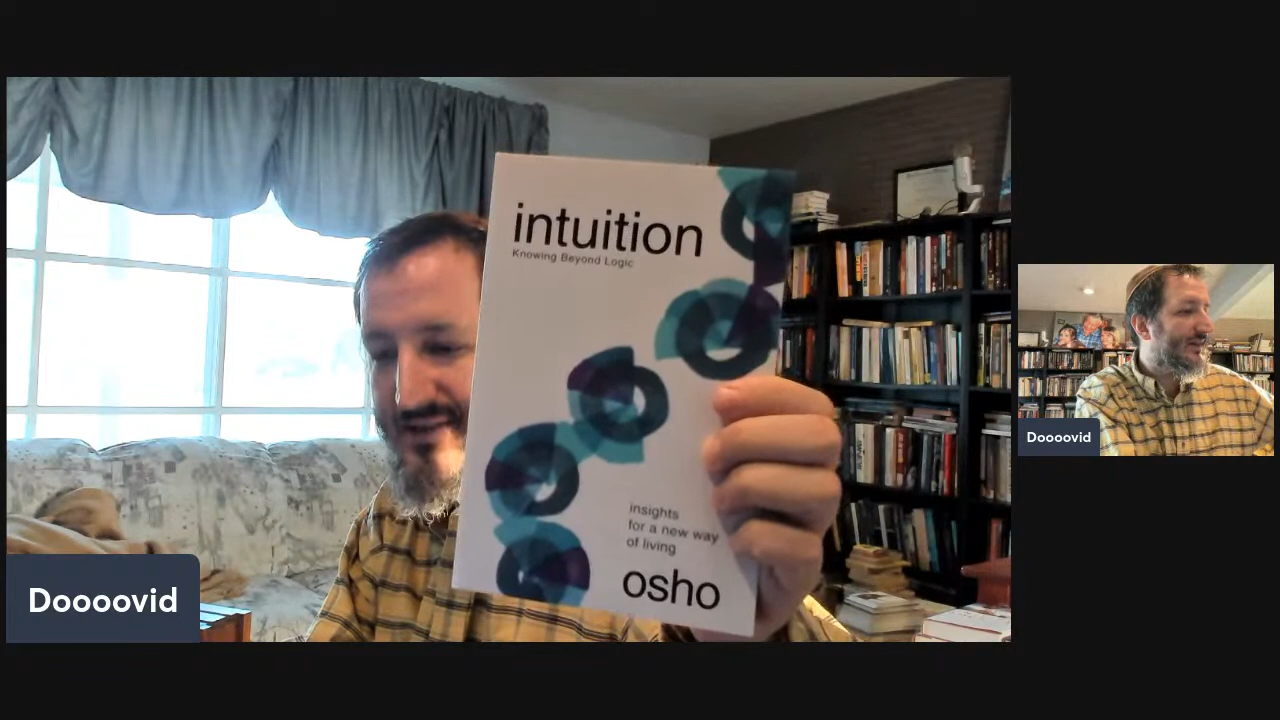 intuition
Knowing Beyond Logic
insights
for a new way
of living
osho
Doooovid
Doooovid